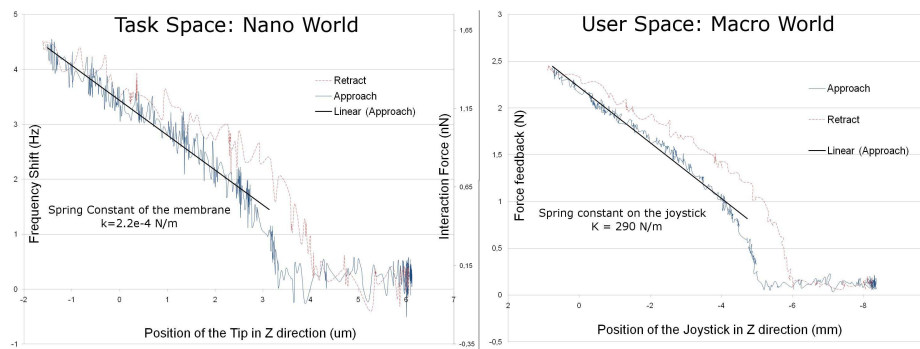 Task Space: Nano World
5
4
3
2
1
0
-1
Frequency Shift (Hz)
Retract
Approach
Linear (Approach)
Spring Constant of the membrane
k=2.2e-4 N/m
-2
-1
0
1
2
3
4
5
6
7
Position of the Tip in Z direction (um)
1,65
1,15
0,65
0,15
-0,35
Interaction Force (nN)
User Space: Macro World
3
2,5
2
1,5
1
0,5
0
-0,5
Force feedback (N)
Approach
Retract
Linear (Approach)
Spring constant on the joystick
K = 290 N/m
2
0
-2
-4
-6
-8
Position of the Joystick in Z direction (mm)